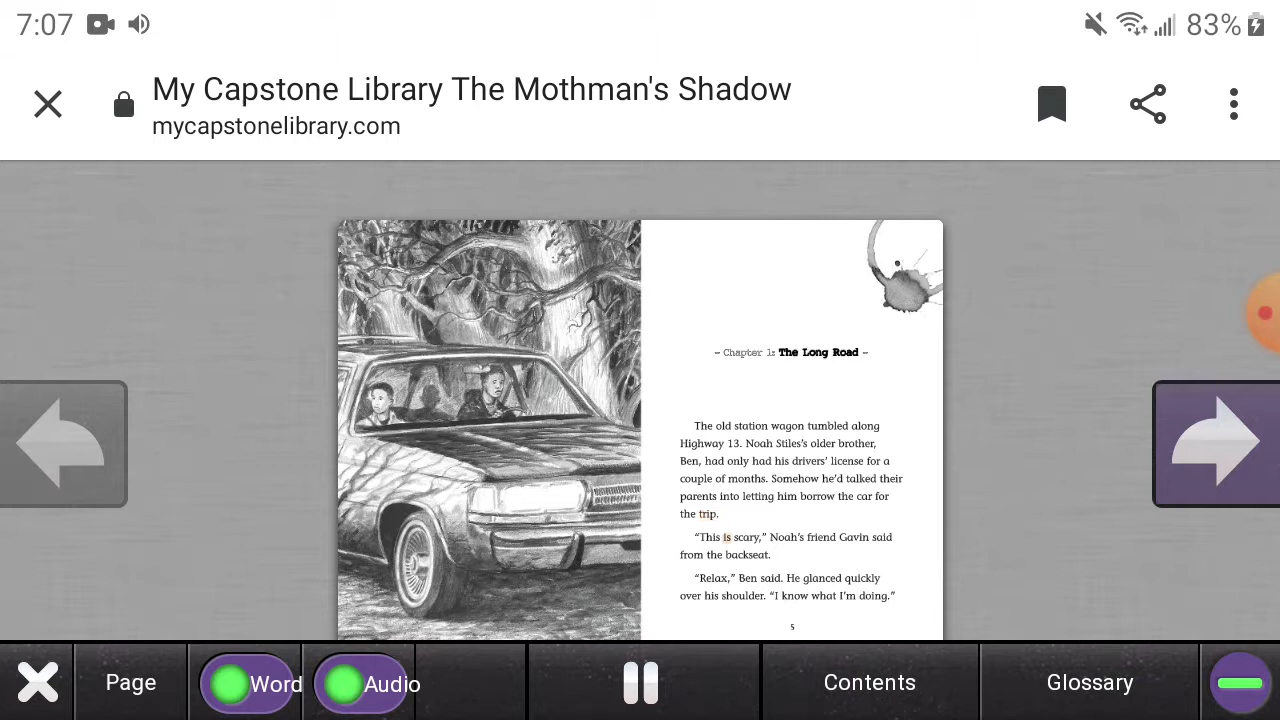 7:07
83%
My Capstone Library The Mothman's Shadow
mycapstonelibrary.com
– Chapter 1: The Long Road –
The old station wagon tumbled along
Highway 13. Noah Stiles’s older brother,
Ben, had only had his drivers’ license for a
couple of months. Somehow he’d talked their
parents into letting him borrow the car for
the trip.
“This is scary,” Noah’s friend Gavin said
from the backseat.
“Relax,” Ben said. He glanced quickly
over his shoulder. “I know what I’m doing.”
5
Page
Word
Audio
Contents
Glossary